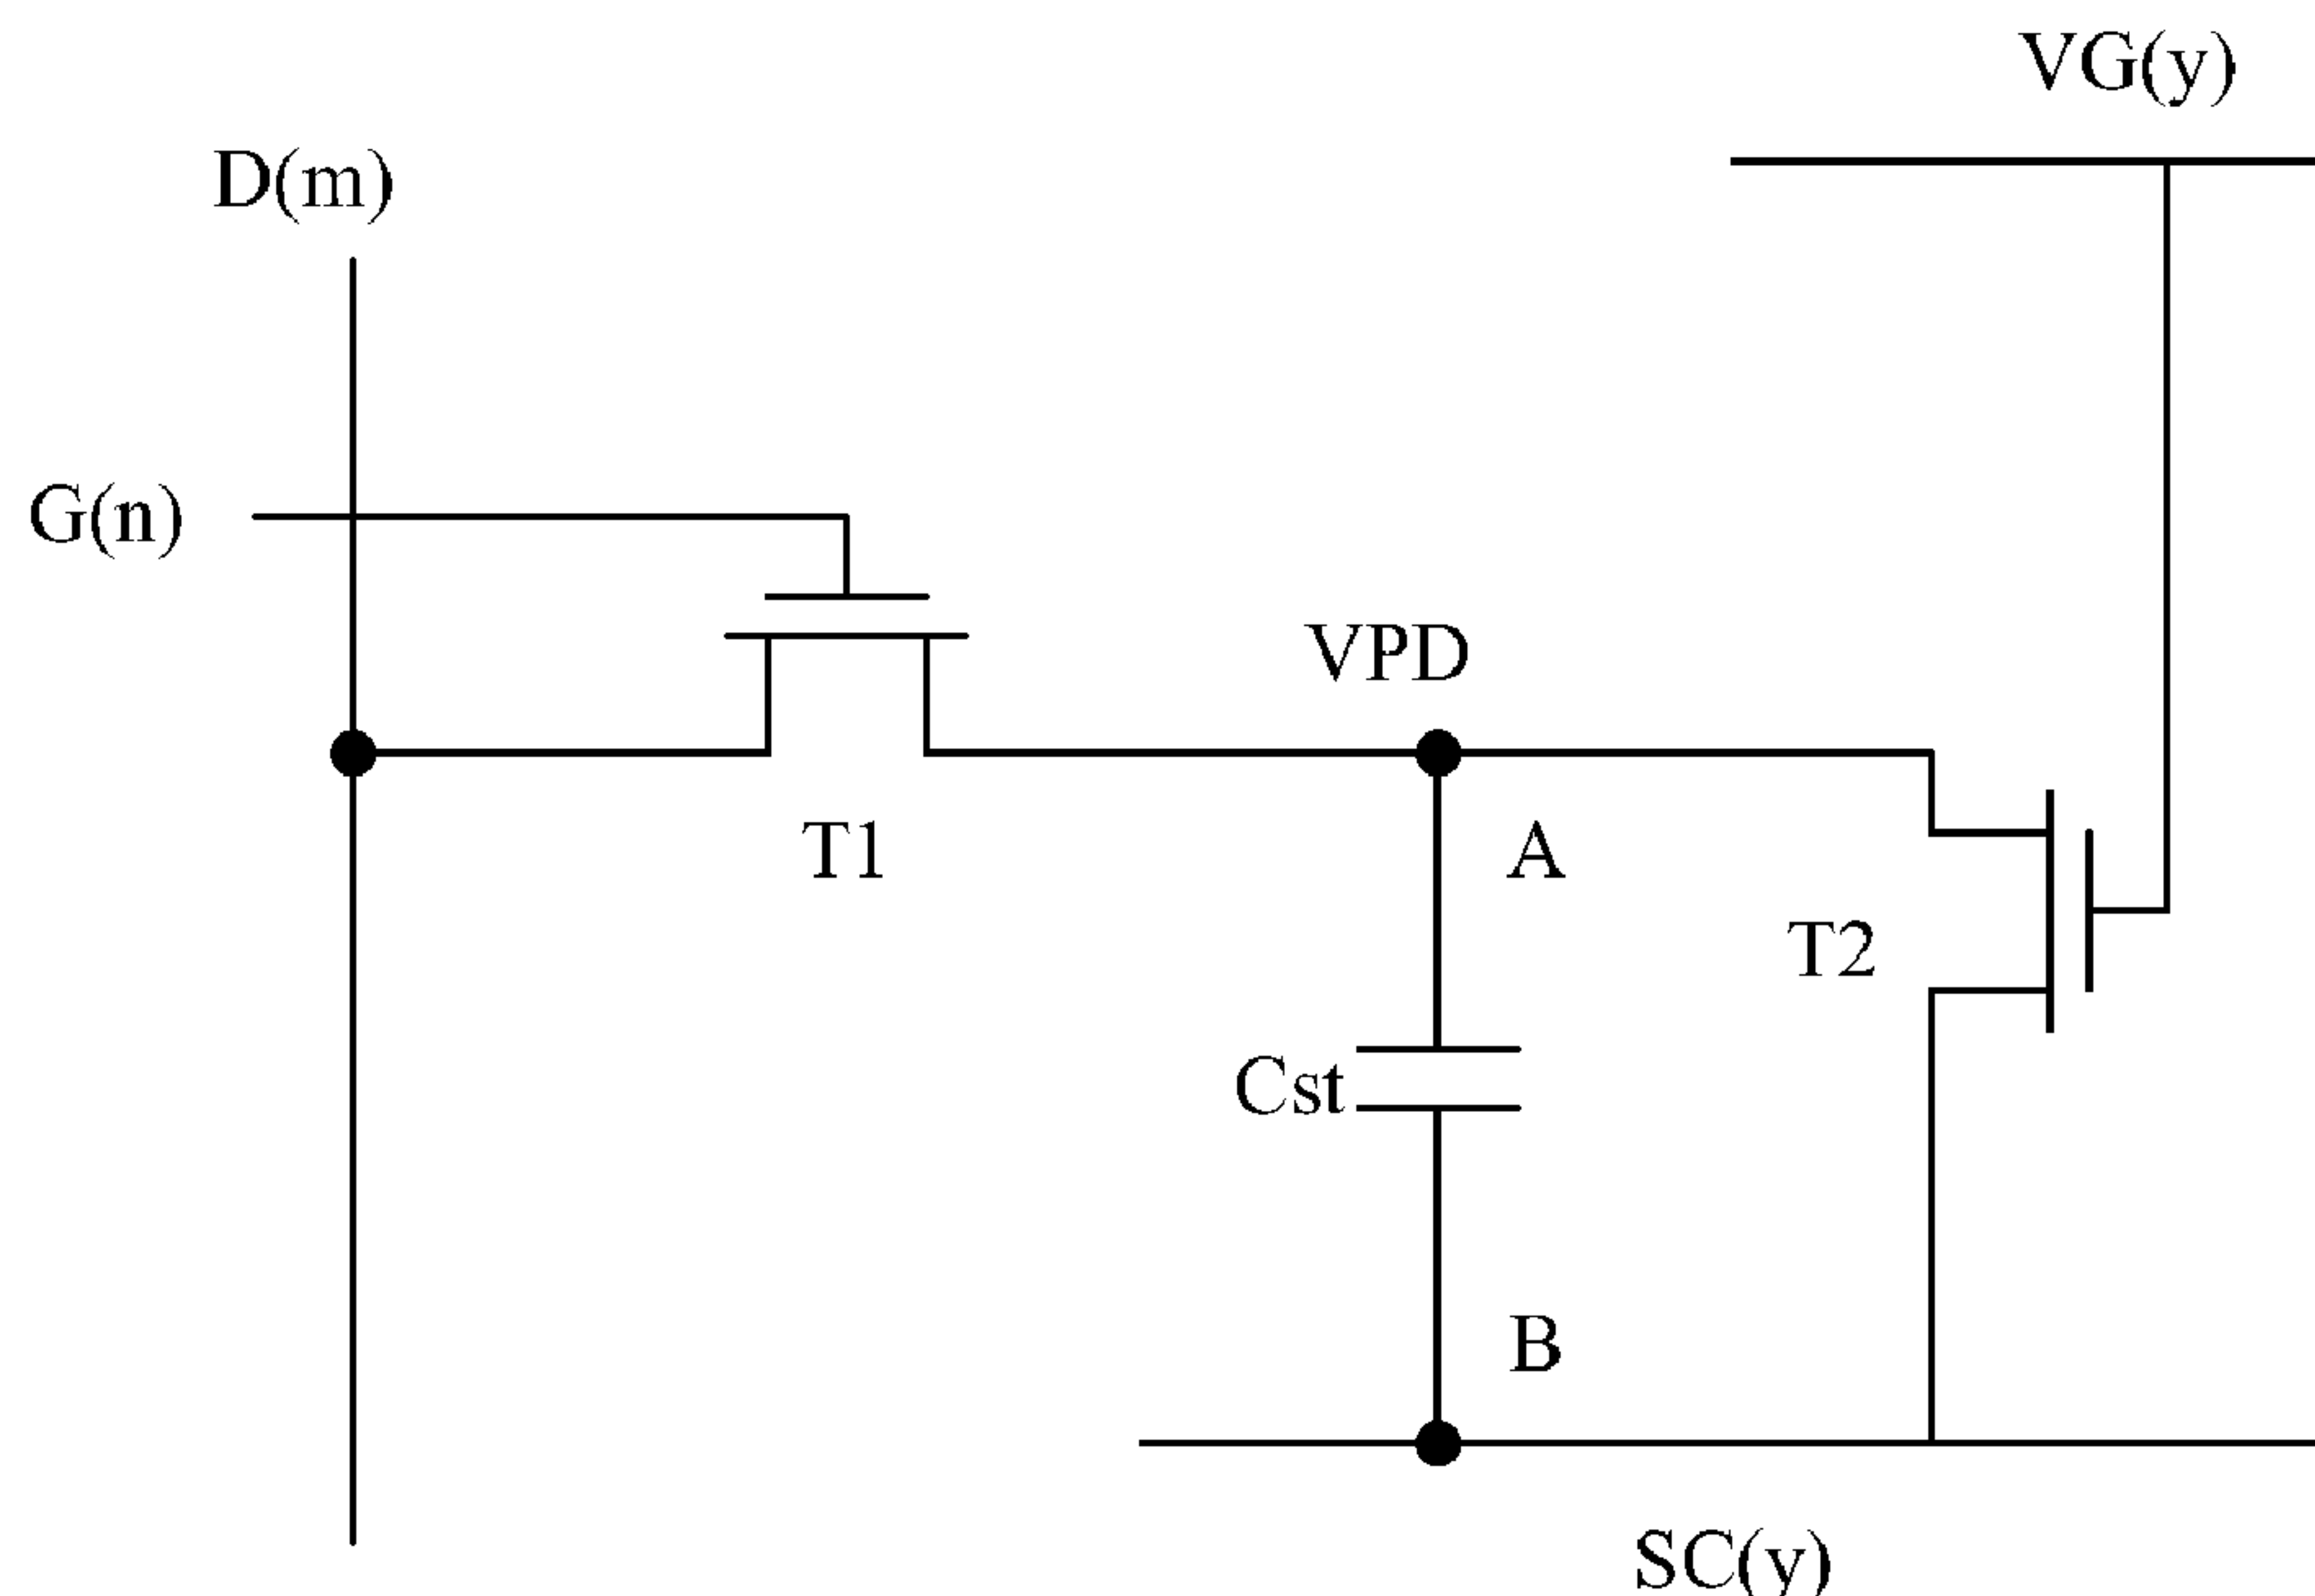 VG(y)
D(m)
G(n)
VPD
T1
A
T2
Cst
B
SC(y)